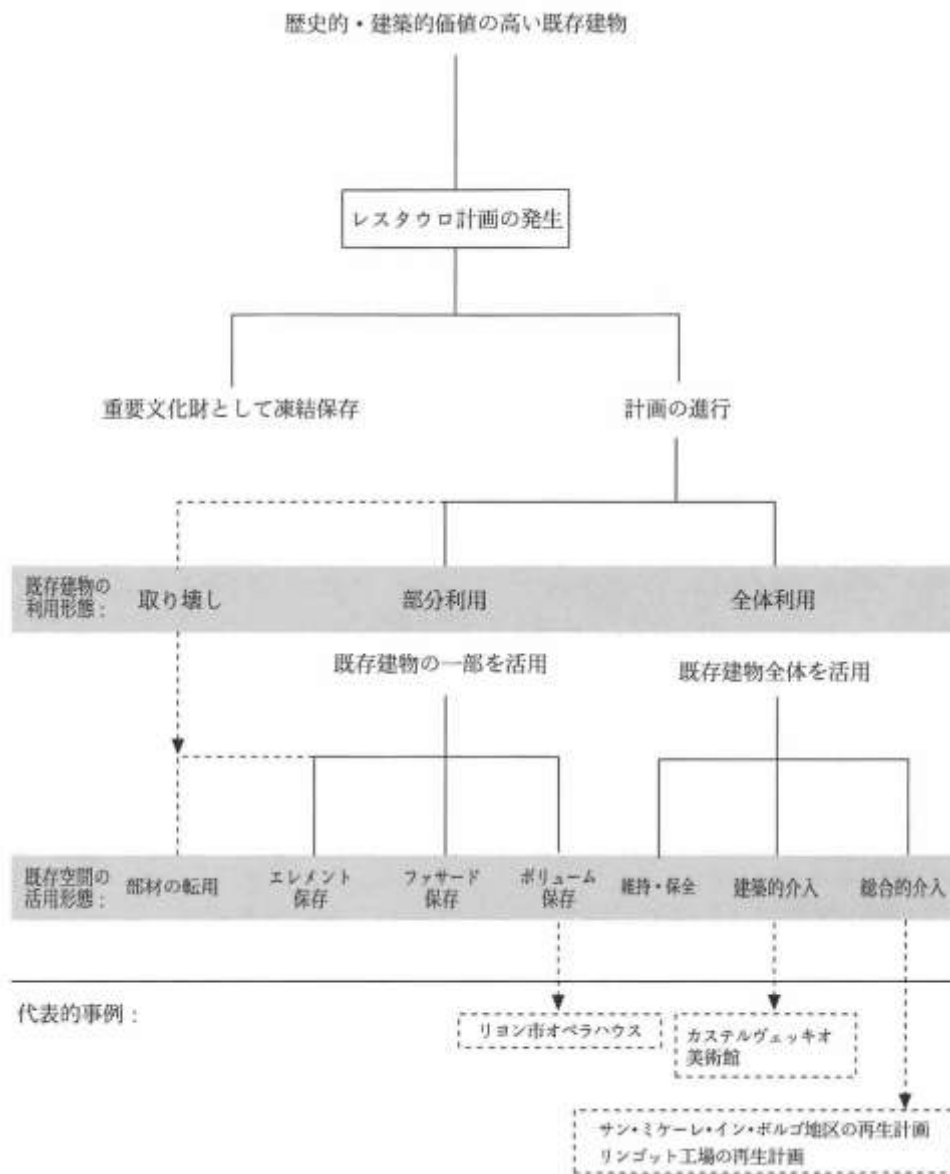 歴史的・建築的価値の高い既存建物
レスタウロ計画の発生
重要文化財として凍結保存
計画の進行
既存建物の
利用形態：
取り壊し
部分利用
全体利用
既存建物の一部を活用
既存建物全体を活用
既存空間の
活用形態：
部材の転用
エレメント
保存
ファサード
保存
ボリューム
保存
維持・保全
建築的介入
総合的介入
代表的事例：
リヨン市オペラハウス
カステルヴェッキオ
美術館
サン・ミケーレ・イン・ボルゴ地区の再生計画
リンゴット工場の再生計画